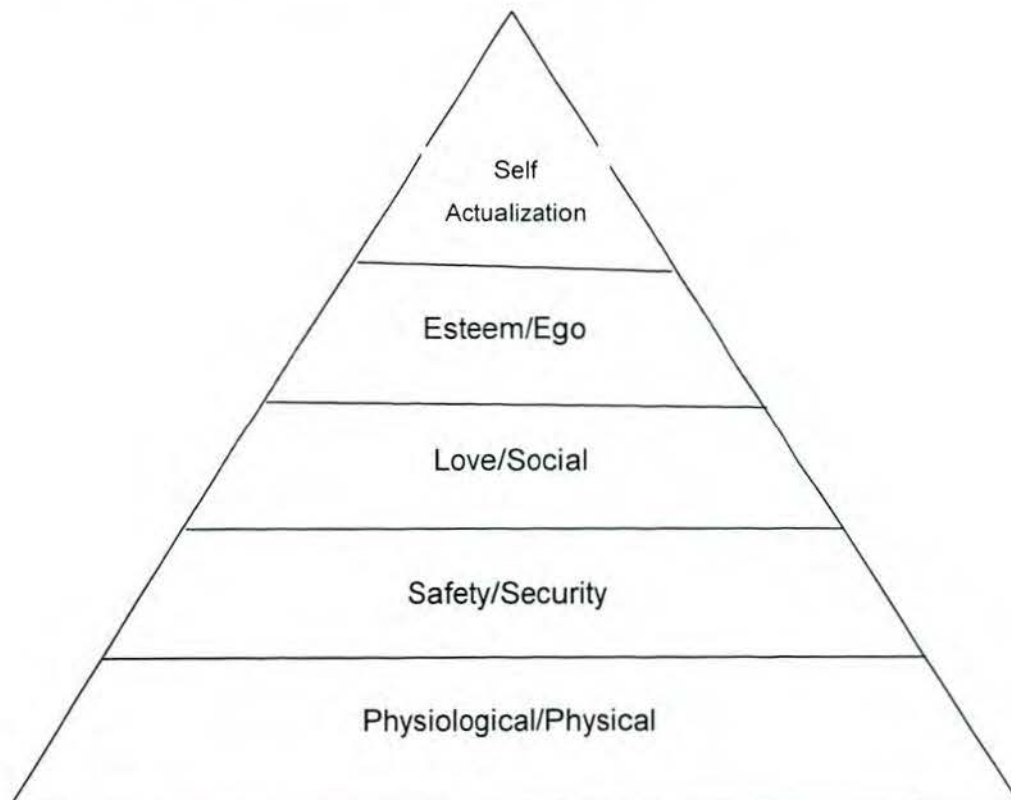 Self
Actualization
Esteem/Ego
Love/Social
Safety/Security
Physiological/Physical